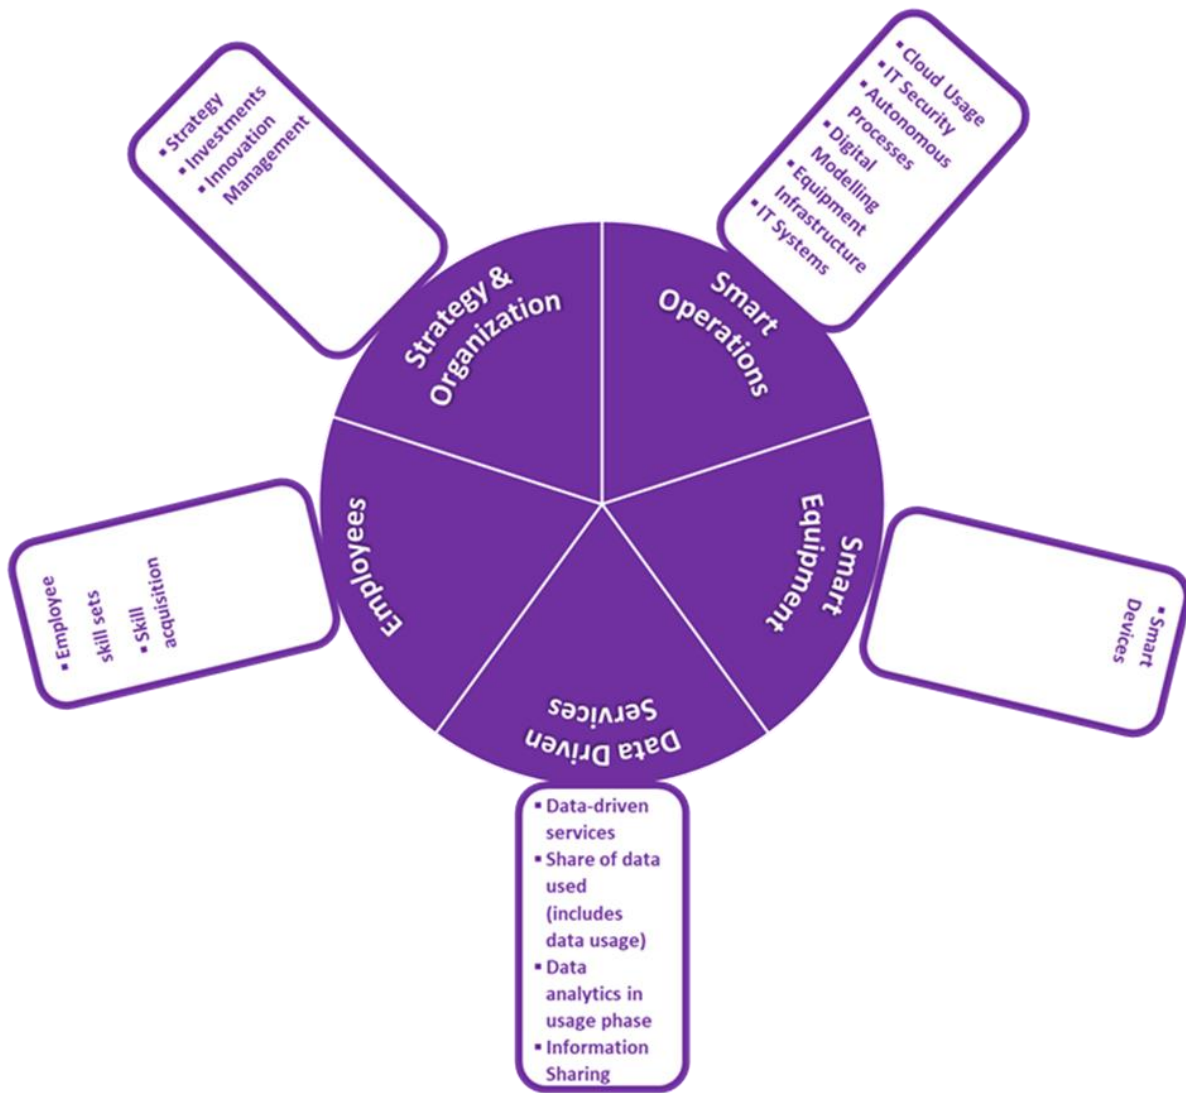 ▪ Strategy
▪ Investments
▪ Innovation
Management
▪ Cloud Usage
▪ IT Security
▪ Autonomous
Processes
▪ Digital
Modelling
▪ Equipment
Infrastructure
▪ IT Systems
Strategy &
Organization
Smart
Operations
Employees
Smart
Equipment
Data Driven
Services
▪ Employee
skill sets
▪ Skill
acquisition
▪ Smart
Devices
▪ Data-driven
services
▪ Share of data
used
(includes
data usage)
▪ Data
analytics in
usage phase
▪ Information
Sharing